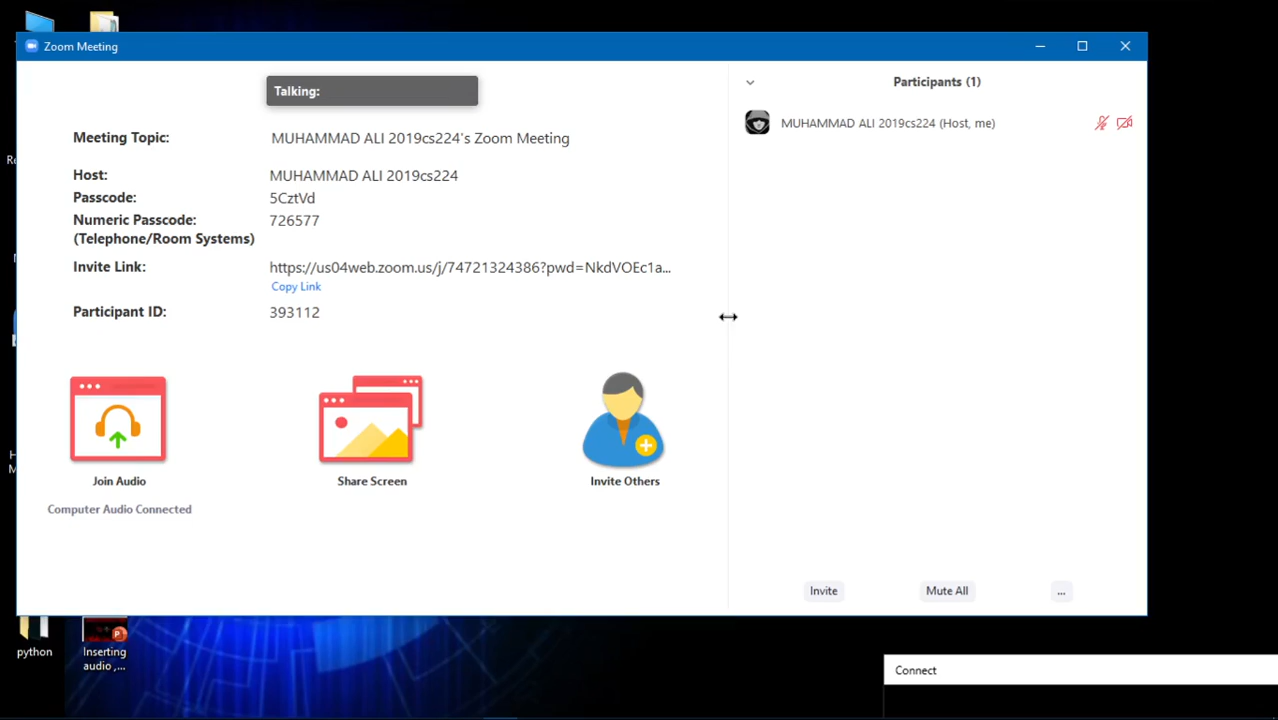 Zoom Meeting
Talking:
Participants (1)
MUHAMMAD ALI 2019cs224 (Host, me)
Meeting Topic: MUHAMMAD ALI 2019cs224's Zoom Meeting
Host: MUHAMMAD ALI 2019cs224
Passcode: 5CztVd
Numeric Passcode: 726577
(Telephone/Room Systems)
Invite Link: https://us04web.zoom.us/j/74721324386?pwd=NkdVOEc1a...
Copy Link
Participant ID: 393112
Join Audio
Share Screen
Invite Others
Computer Audio Connected
Invite
Mute All
...
python
Inserting
audio ,...
Connect